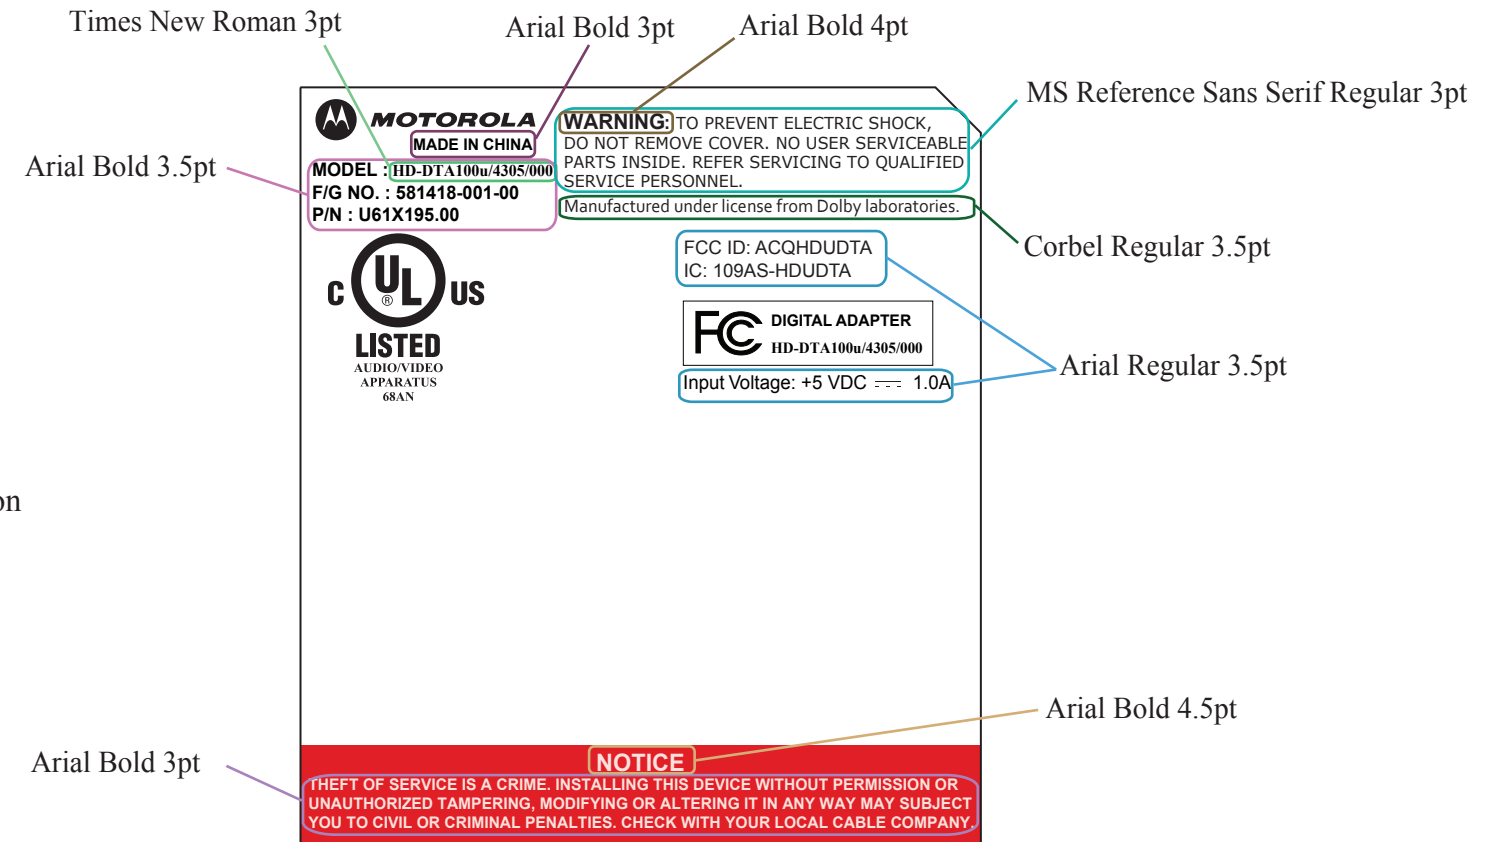 Times New Roman 3pt
Arial Bold 3pt
Arial Bold 4pt
MS Reference Sans Serif Regular 3pt
MOTOROLA
MADE IN CHINA
WARNING: TO PREVENT ELECTRIC SHOCK,
DO NOT REMOVE COVER. NO USER SERVICEABLE
PARTS INSIDE. REFER SERVICING TO QUALIFIED
SERVICE PERSONNEL.
Arial Bold 3.5pt
MODEL : HD-DTA100u/4305/000
F/G NO. : 581418-001-00
P/N : U61X195.00
Manufactured under license from Dolby laboratories.
Corbel Regular 3.5pt
FCC ID: ACQHDUDTA
IC: 109AS-HDUDTA
C UL ® US
LISTED
AUDIO/VIDEO
APPARATUS
68AN
FC DIGITAL ADAPTER
HD-DTA100u/4305/000
Input Voltage: +5 VDC 1.0A
Arial Regular 3.5pt
on
Arial Bold 4.5pt
NOTICE
Arial Bold 3pt
THEFT OF SERVICE IS A CRIME. INSTALLING THIS DEVICE WITHOUT PERMISSION OR
UNAUTHORIZED TAMPERING, MODIFYING OR ALTERING IT IN ANY WAY MAY SUBJECT
YOU TO CIVIL OR CRIMINAL PENALTIES. CHECK WITH YOUR LOCAL CABLE COMPANY.